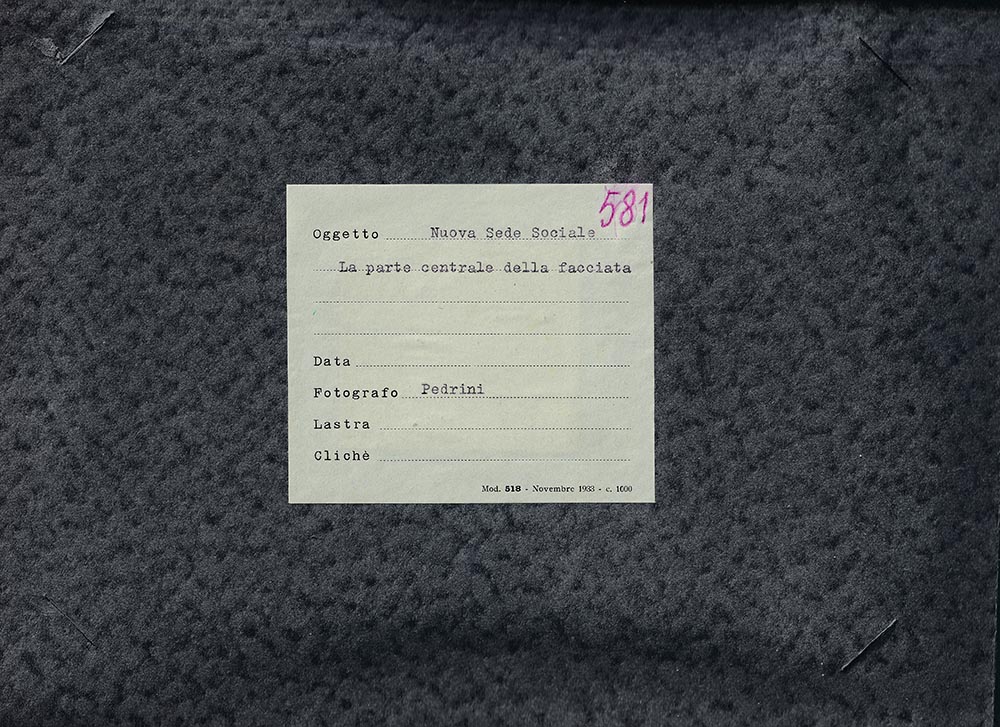 581
Oggetto Nuova Sede Sociale
La parte centrale della facciata
Data
Fotografo Pedrini
Lastra
Clichè
Mod. 518 - Novembre 1933 - c. 1000